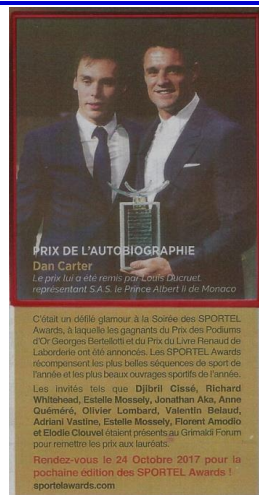 PRIX DE L'AUTOBIOGRAPHIE
Dan Carter
Le prix lui a été remis par Louis Ducruet,
représentant S.A.S. le Prince Albert II de Monaco
C'était un défilé glamour à la Soirée des SPORTEL
Awards, à laquelle les gagnants du Prix des Podiums
d'Or Georges Bertellotti et du Prix du Livre Renaud de
Laborderie ont été annoncés. Les SPORTEL Awards
récompensent les plus belles séquences de sport de
l'année et les plus beaux ouvrages sportifs de l'année.
Les invités tels que Djibril Cissé, Richard
Whitehead, Estelle Mossely, Jonathan Aka, Anne
Quéméré, Olivier Lombard, Valentin Belaud,
Adriani Vastine, Estelle Mossely, Florent Amodio
et Elodie Clouvel étaient présents au Grimaldi Forum
pour remettre les prix aux lauréats.
Rendez-vous le 24 Octobre 2017 pour la
pochaine édition des SPORTEL Awards !
sportelawards.com